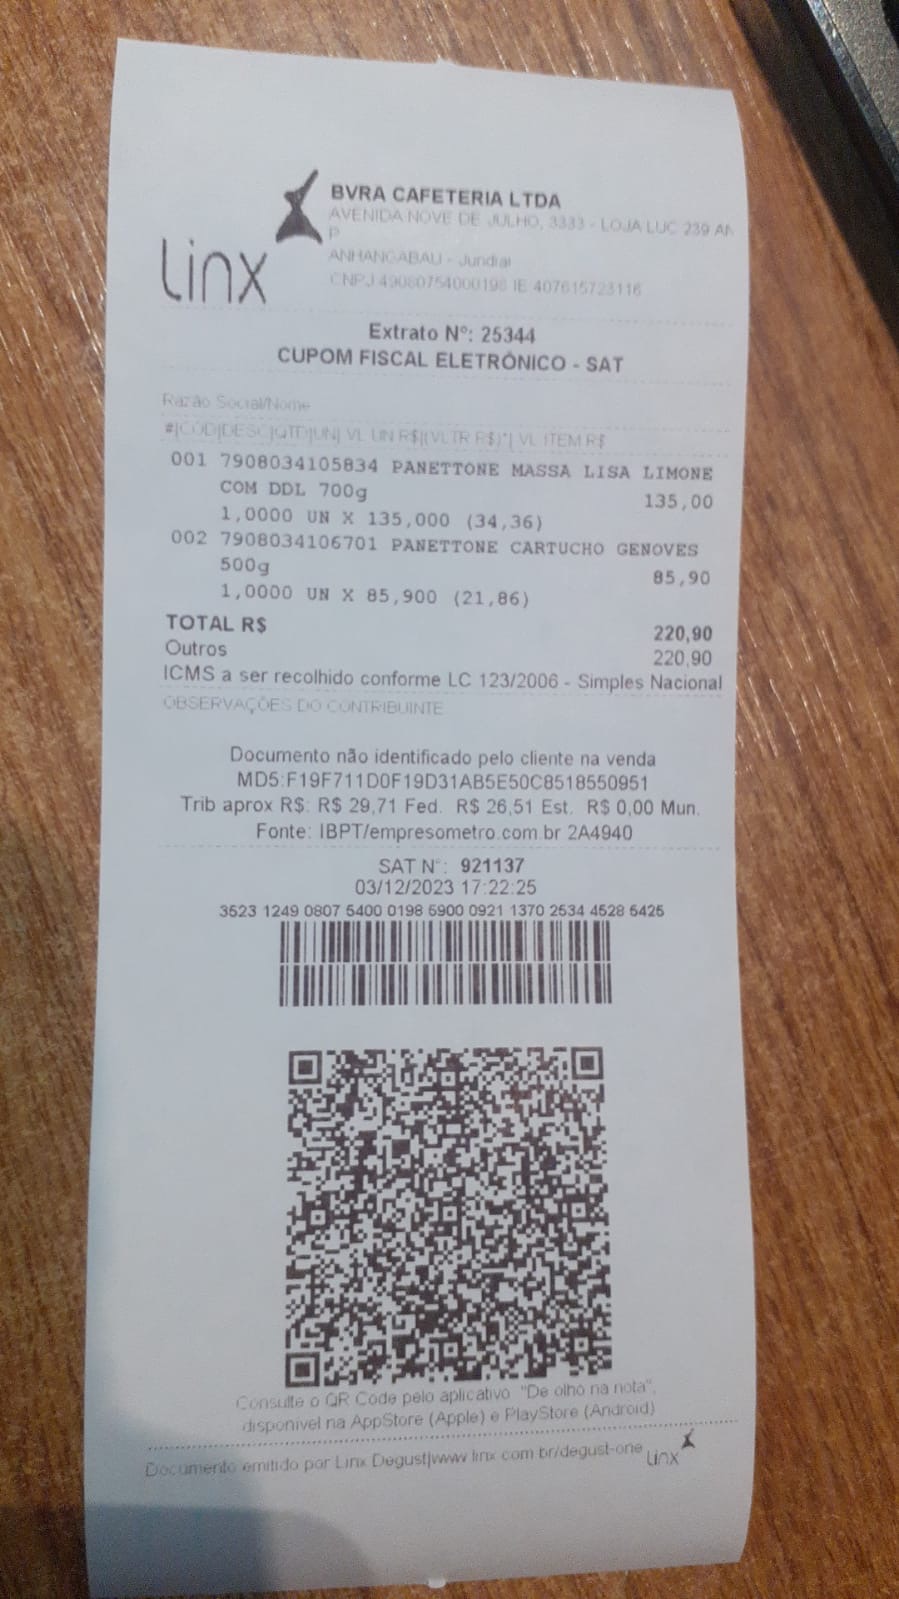 Linx
BVRA CAFETERIA LTDA
AVENIDA NOVE DE JULHO, 3333 - LOJA LUC 239 AN
P
ANHANGABAU - Jundiai
CNPJ 49080754000198 IE 407615723116
Extrato Nº: 25344
CUPOM FISCAL ELETRÔNICO - SAT
Razão Social/Nome
#|COD|DESC|QTD|UN| VL UN R$|(VLTR R$)*| VL ITEM R$
001 7908034105834 PANETTONE MASSA LISA LIMONE
COM DDL 700g 135,00
1,0000 UN X 135,000 (34,36)
002 7908034106701 PANETTONE CARTUCHO GENOVES
500g 85,90
1,0000 UN X 85,900 (21,86)
TOTAL R$ 220,90
Outros 220,90
ICMS a ser recolhido conforme LC 123/2006 - Simples Nacional
OBSERVAÇÕES DO CONTRIBUINTE
Documento não identificado pelo cliente na venda
MD5:F19F711D0F19D31AB5E50C8518550951
Trib aprox R$: R$ 29,71 Fed. R$ 26,51 Est. R$ 0,00 Mun.
Fonte: IBPT/empresometro.com.br 2A4940
SAT Nº: 921137
03/12/2023 17:22:25
3523 1249 0807 5400 0198 5900 0921 1370 2534 4528 5425
Consulte o QR Code pelo aplicativo "De olho na nota",
disponível na AppStore (Apple) e PlayStore (Android)
Documento emitido por Linx Degust|www.linx.com.br/degust-one
Linx